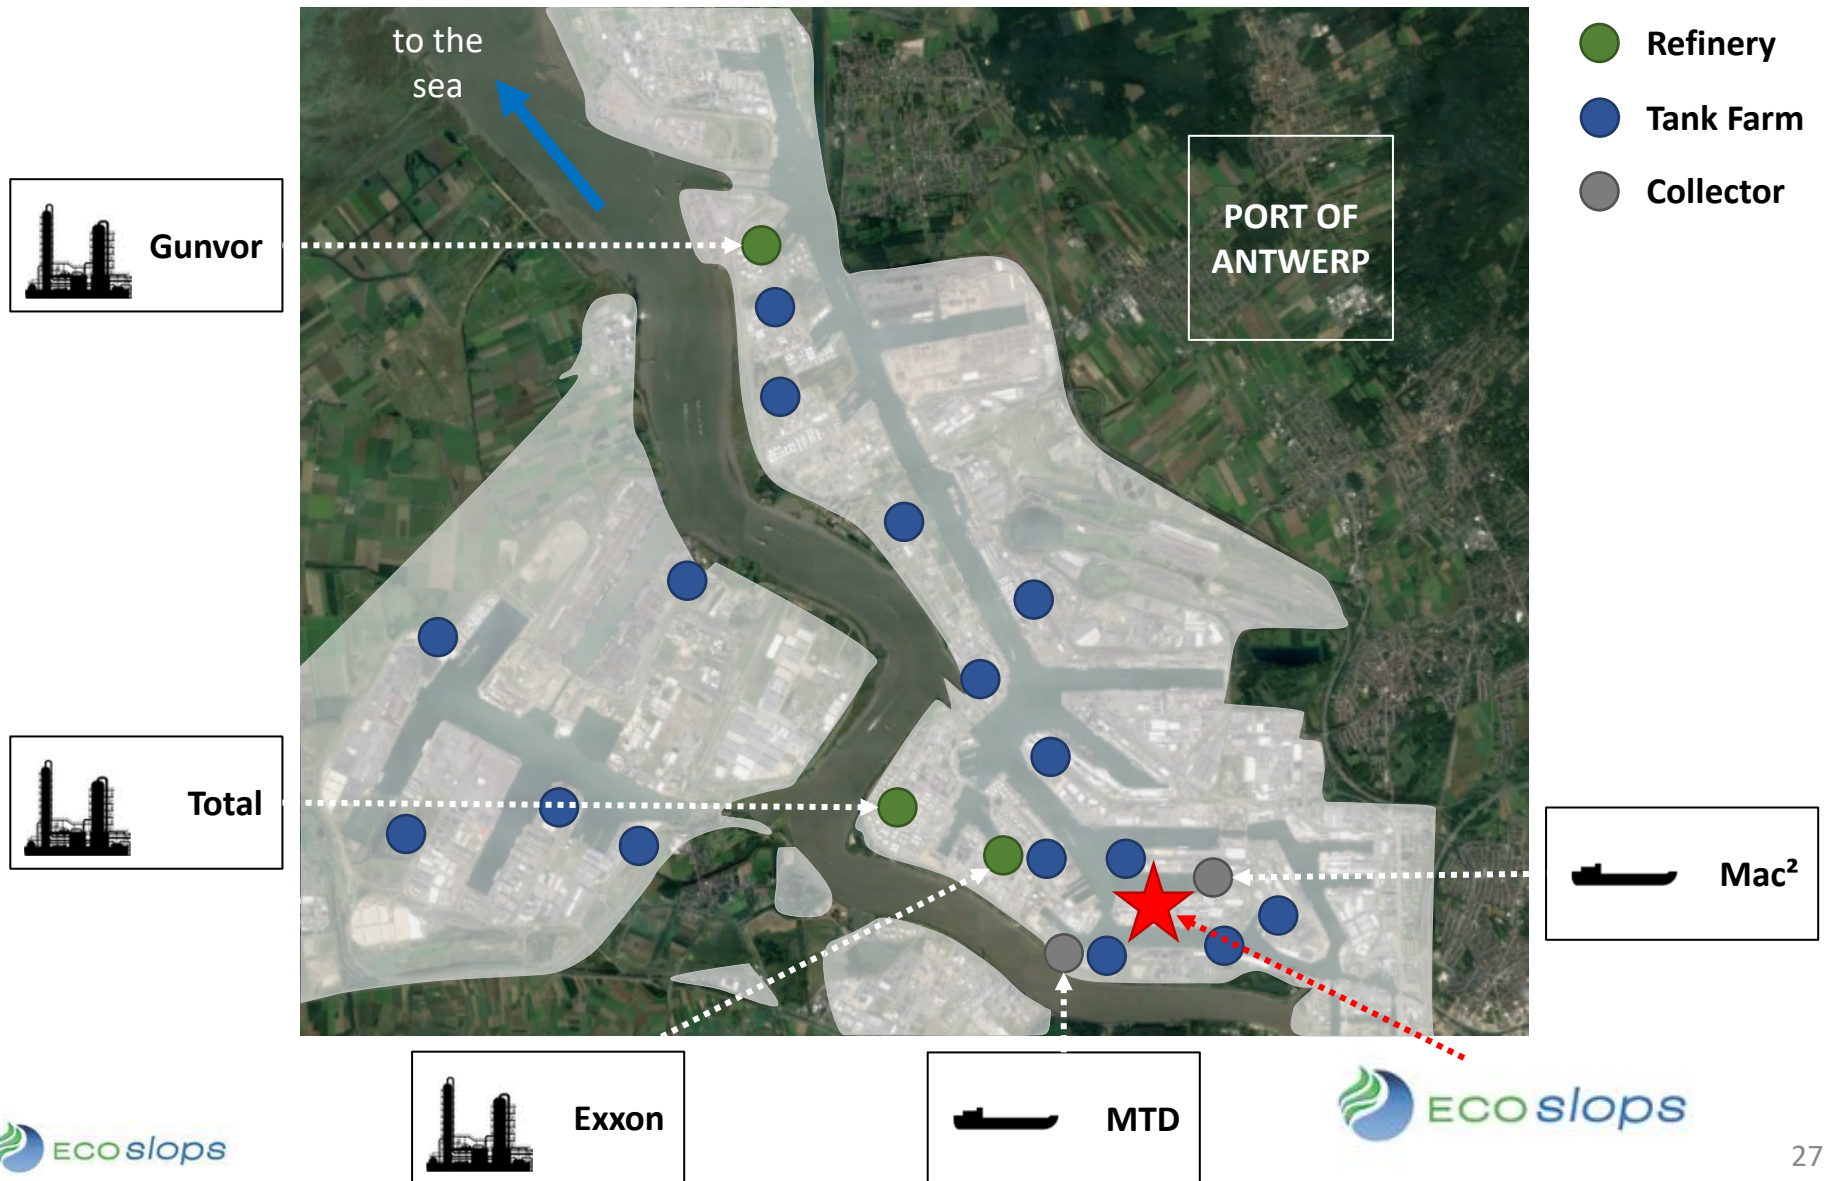 to the
sea
Refinery
Tank Farm
Collector
PORT OF
ANTWERP
Gunvor
Total
Mac²
Exxon
MTD
ECOslops
ECOslops
27